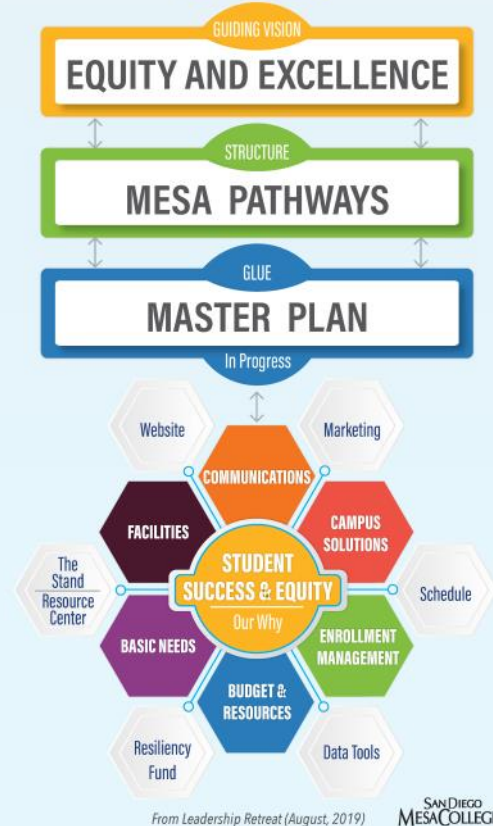 GUIDING VISION
EQUITY AND EXCELLENCE
STRUCTURE
MESA PATHWAYS
GLUE
MASTER PLAN
In Progress
Website
Marketing
COMMUNICATIONS
FACILITIES
CAMPUS
SOLUTIONS
STUDENT
SUCCESS & EQUITY
Our Why
The
Stand
Resource
Center
Schedule
BASIC NEEDS
ENROLLMENT
MANAGEMENT
BUDGET &
RESOURCES
Resiliency
Fund
Data Tools
From Leadership Retreat (August, 2019)
SAN DIEGO
MESA COLLEGE